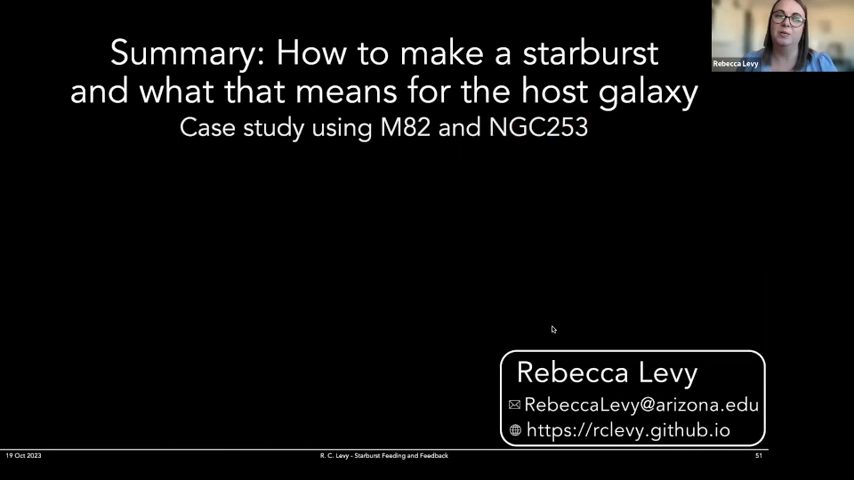 Summary: How to make a starburst
and what that means for the host galaxy
Case study using M82 and NGC253
Rebecca Levy
Rebecca Levy
RebeccaLevy@arizona.edu
https://rclevy.github.io
19 Oct 2023
R. C. Levy - Starburst Feeding and Feedback
51